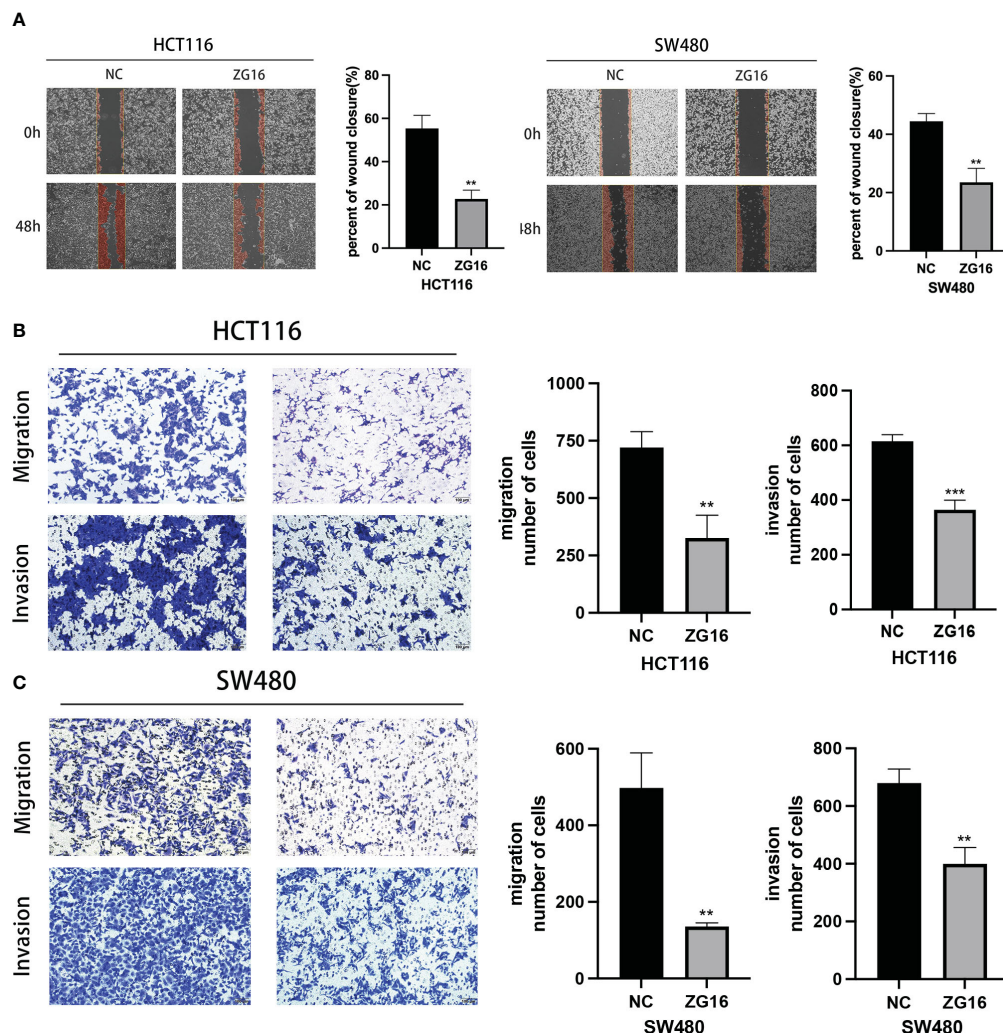 A
HCT116
NC ZG16
0h
48h
percent of wound closure(%)
80
60
40
20
0
**
NC ZG16
HCT116
SW480
NC ZG16
0h
48h
percent of wound closure(%)
60
40
20
0
**
NC ZG16
SW480
B
HCT116
Migration
Invasion
migration
number of cells
1000
750
500
250
0
**
NC ZG16
HCT116
invasion
number of cells
800
600
400
200
0
***
NC ZG16
HCT116
C
SW480
Migration
Invasion
migration
number of cells
600
400
200
0
**
NC ZG16
SW480
invasion
number of cells
800
600
400
200
0
**
NC ZG16
SW480